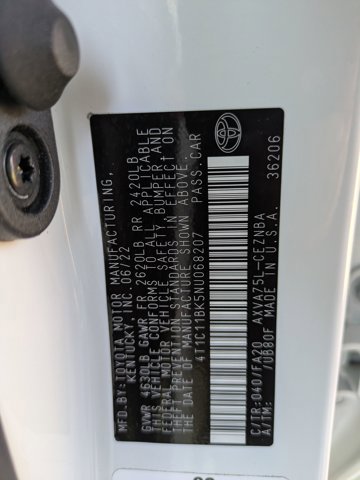 MFD.BY:TOYOTA MOTOR MANUFACTURING,
KENTUCKY, INC. 06/22
GVWR 4630LB GAWR FR 2620LB RR 2420LB
THIS VEHICLE CONFORMS TO ALL APPLICABLE
FEDERAL MOTOR VEHICLE SAFETY, BUMPER, AND
THEFT PREVENTION STANDARDS IN EFFECT ON
THE DATE OF MANUFACTURE SHOWN ABOVE.
4T1C11BK5NU068207 PASS.CAR
C/TR:040/FA20 AXVA75L-CEZNBA
A/TM: /UB80F MADE IN U.S.A. 36206